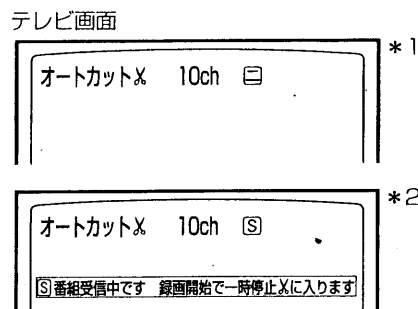 テレビ画面
*1
オートカット✂ 10ch 🈔
*2
オートカット✂ 10ch 🅂
🅂番組受信中です 録画開始で一時停止✂に入ります